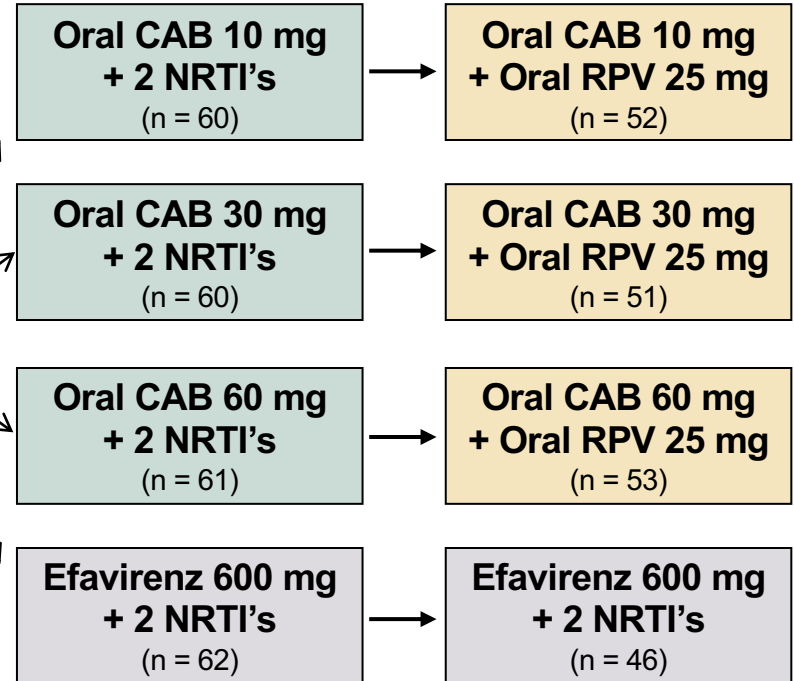 Oral CAB 10 mg
+ 2 NRTI's
(n = 60)
Oral CAB 10 mg
+ Oral RPV 25 mg
(n = 52)
Oral CAB 30 mg
+ 2 NRTI's
(n = 60)
Oral CAB 30 mg
+ Oral RPV 25 mg
(n = 51)
Oral CAB 60 mg
+ 2 NRTI's
(n = 61)
Oral CAB 60 mg
+ Oral RPV 25 mg
(n = 53)
Efavirenz 600 mg
+ 2 NRTI's
(n = 62)
Efavirenz 600 mg
+ 2 NRTI's
(n = 46)